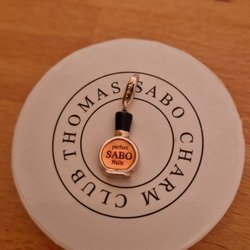 THOMAS SABO
CHARM CLUB
perfect
SABO
Nails